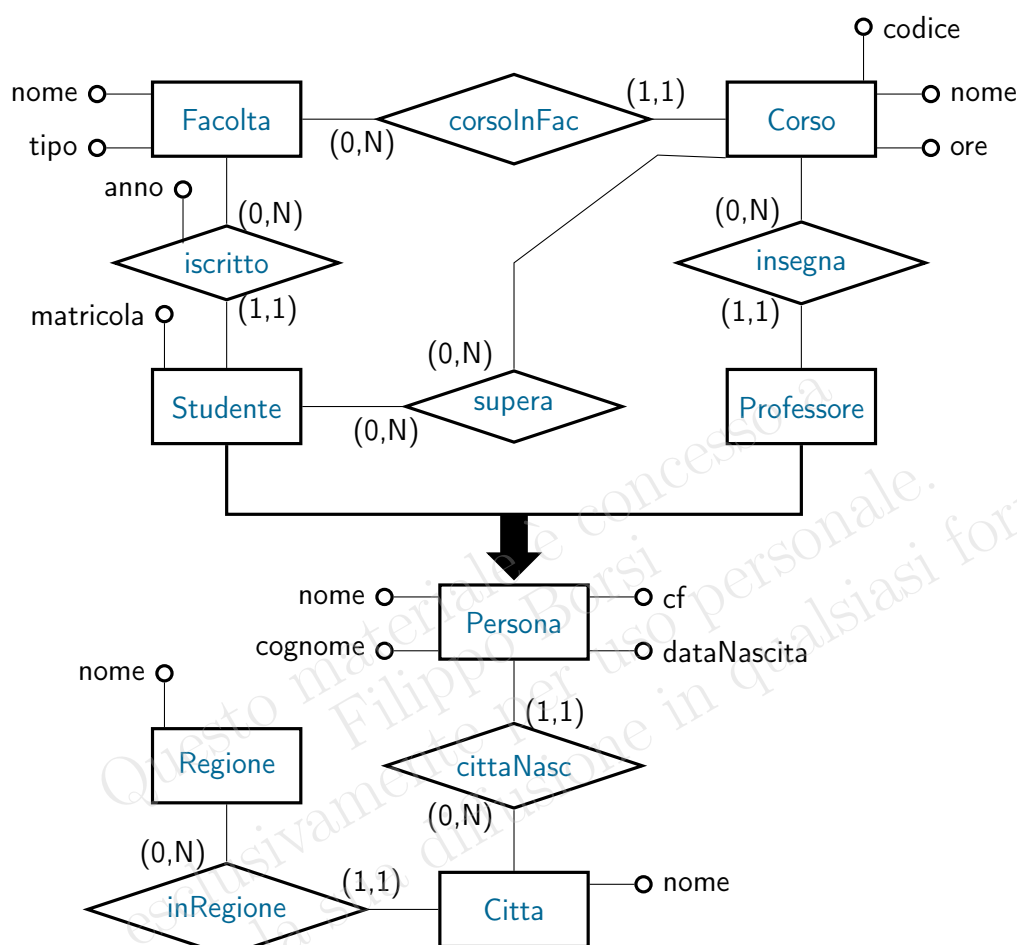 codice
nome
Facolta
corsoInFac
(1,1)
Corso
nome
tipo
(0,N)
ore
anno
(0,N)
(0,N)
iscritto
insegna
(1,1)
(1,1)
matricola
(0,N)
Studente
supera
Professore
(0,N)
nome
Persona
cf
cognome
dataNascita
nome
(1,1)
Regione
cittaNasc
(0,N)
(0,N)
(1,1)
inRegione
Citta
nome
Questo materiale è concesso a
Filippo Borsi
esclusivamente per uso personale.
la sua diffusione in qualsiasi for